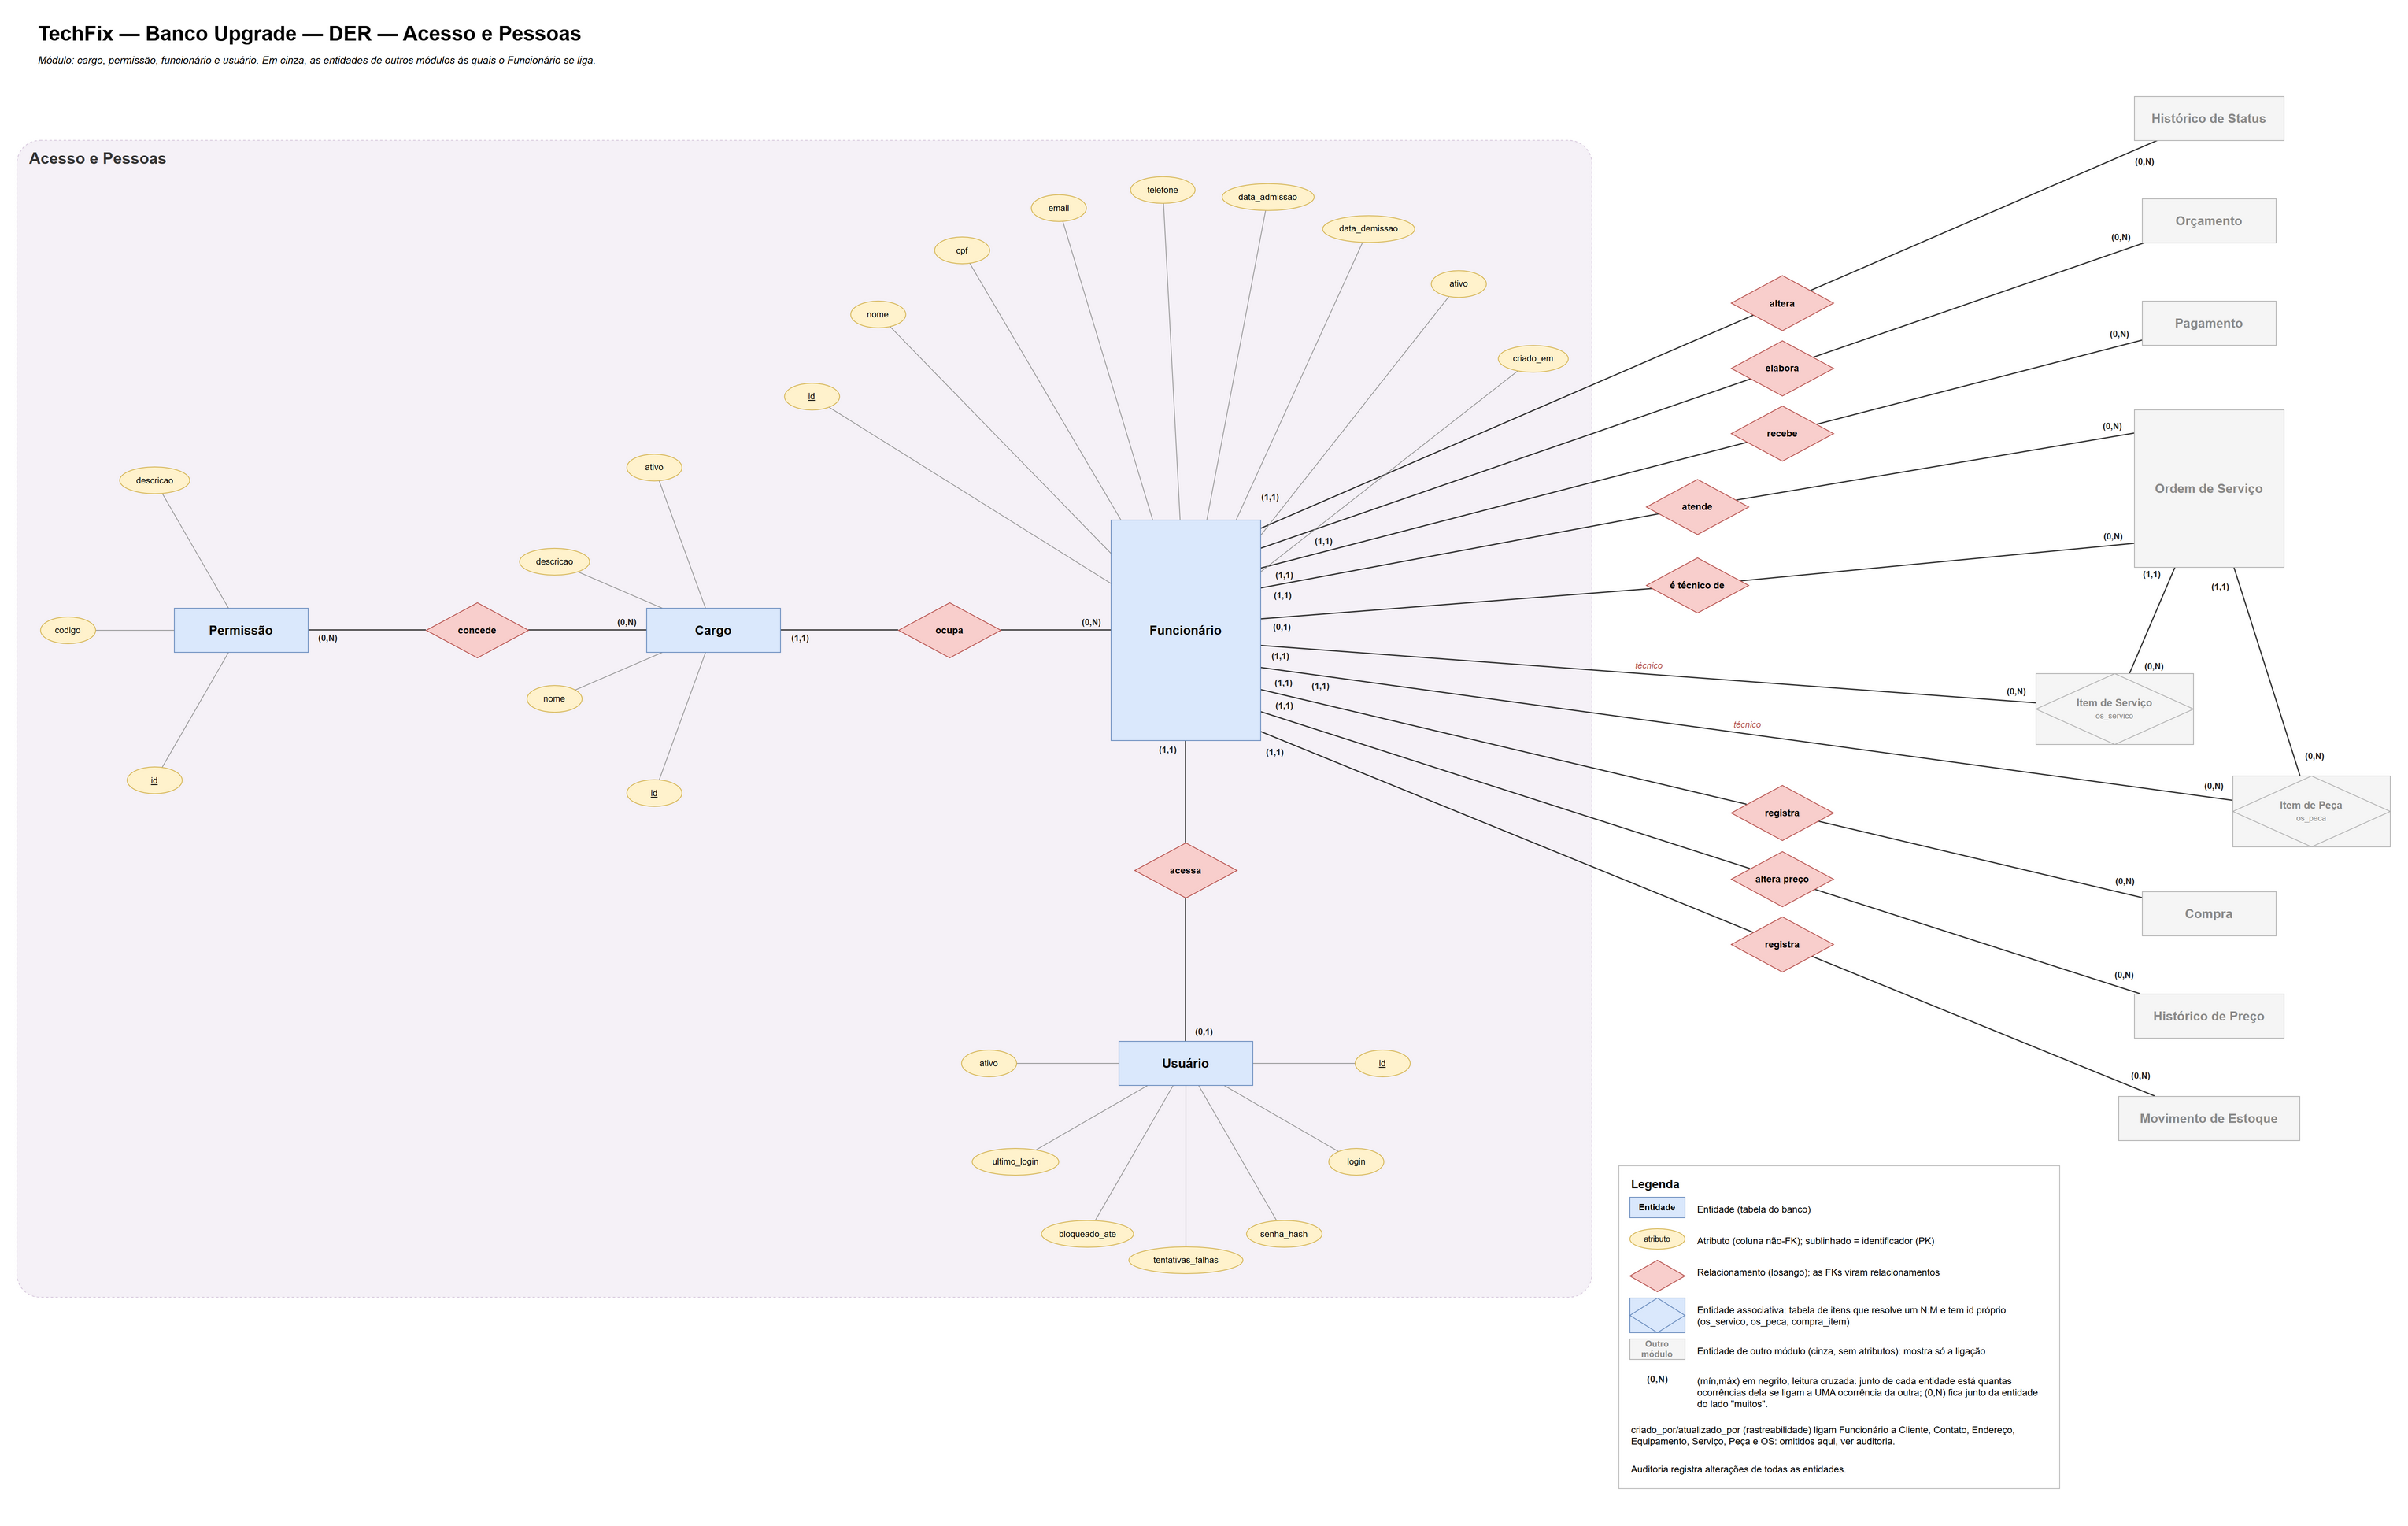 TechFix — Banco Upgrade — DER — Acesso e Pessoas
Módulo: cargo, permissão, funcionário e usuário. Em cinza, as entidades de outros módulos às quais o Funcionário se liga.
Histórico de Status
Acesso e Pessoas
(0,N)
telefone
data_admissao
email
data_demissao
Orçamento
(0,N)
cpf
ativo
altera
nome
Pagamento
(0,N)
criado_em
elabora
id
recebe
(0,N)
ativo
descricao
(1,1)
Ordem de Serviço
atende
(0,N)
(1,1)
descricao
(1,1)
(1,1)
é técnico de
(1,1)
(1,1)
codigo
Permissão
(0,N)
concede
(0,N)
Cargo
(1,1)
ocupa
(0,N)
Funcionário
(0,1)
(1,1)
técnico
(0,N)
(1,1)
(1,1)
(0,N)
nome
(1,1)
Item de Serviço
os_servico
técnico
(1,1)
(1,1)
(0,N)
id
id
(0,N)
Item de Peça
os_peca
registra
acessa
altera preço
(0,N)
Compra
registra
(0,N)
Histórico de Preço
(0,1)
ativo
Usuário
id
(0,N)
Movimento de Estoque
ultimo_login
login
bloqueado_ate
senha_hash
tentativas_falhas
Legenda
Entidade
Entidade (tabela do banco)
atributo
Atributo (coluna não-FK); sublinhado = identificador (PK)
Relacionamento (losango); as FKs viram relacionamentos
Entidade associativa: tabela de itens que resolve um N:M e tem id próprio
(os_servico, os_peca, compra_item)
Outro
módulo
Entidade de outro módulo (cinza, sem atributos): mostra só a ligação
(0,N)
(mín,máx) em negrito, leitura cruzada: junto de cada entidade está quantas
ocorrências dela se ligam a UMA ocorrência da outra; (0,N) fica junto da entidade
do lado "muitos".
criado_por/atualizado_por (rastreabilidade) ligam Funcionário a Cliente, Contato, Endereço,
Equipamento, Serviço, Peça e OS: omitidos aqui, ver auditoria.
Auditoria registra alterações de todas as entidades.